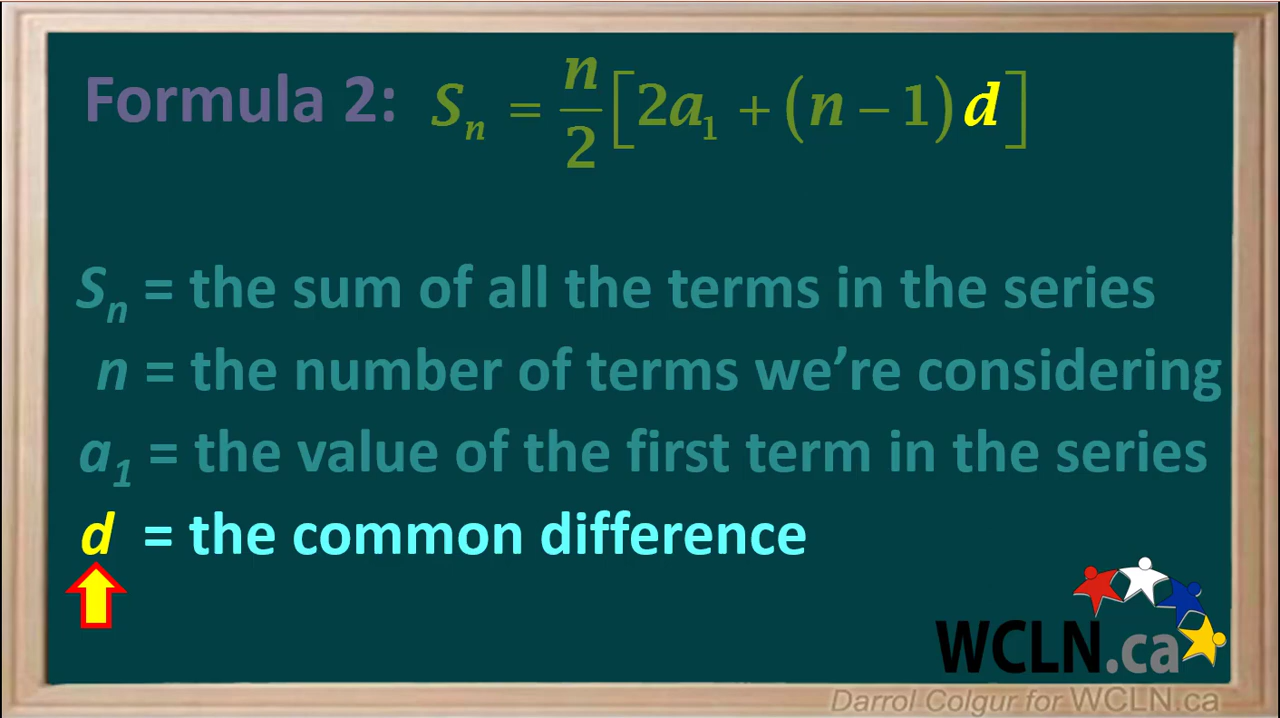 Formula 2: Sₙ = n/2 [2a₁ + (n − 1) d]
Sₙ = the sum of all the terms in the series
n = the number of terms we’re considering
a₁ = the value of the first term in the series
d = the common difference
WCLN.ca
Darrol Colgur for WCLN.ca